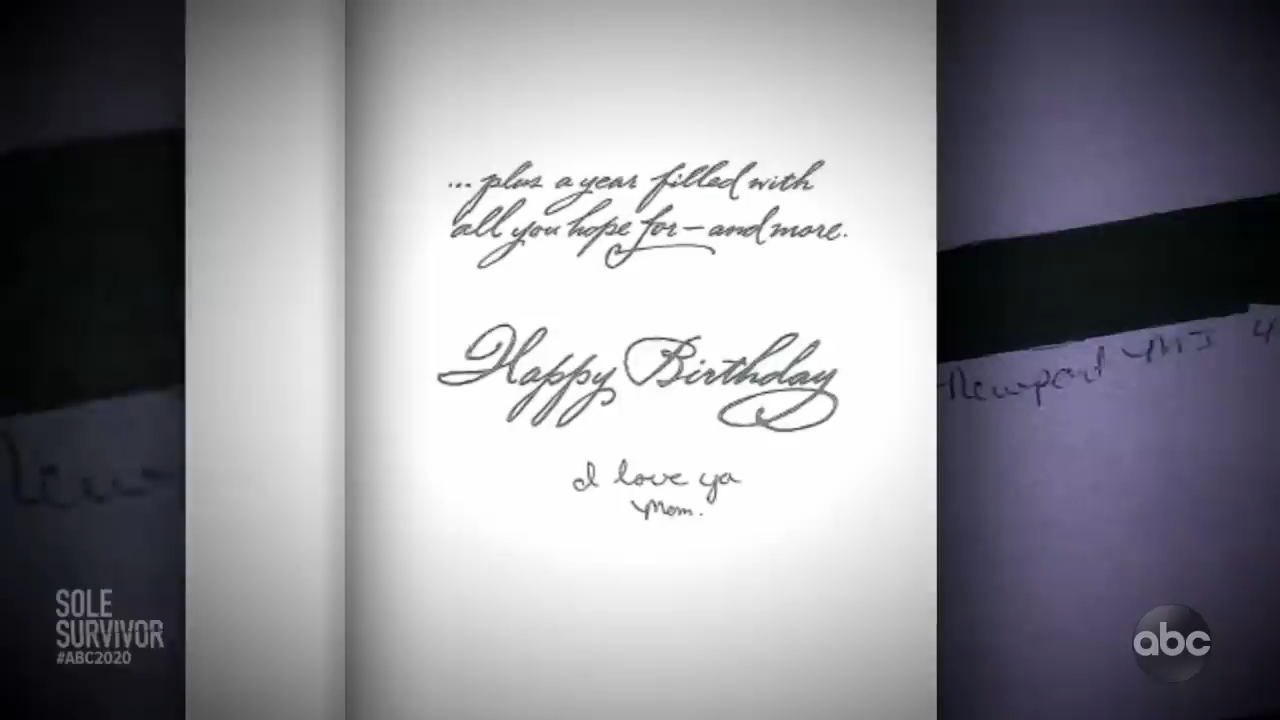 ... plus a year filled with
all you hope for – and more.
Happy Birthday
I love ya
Mom.
Newport
SOLE
SURVIVOR
#ABC2020
abc